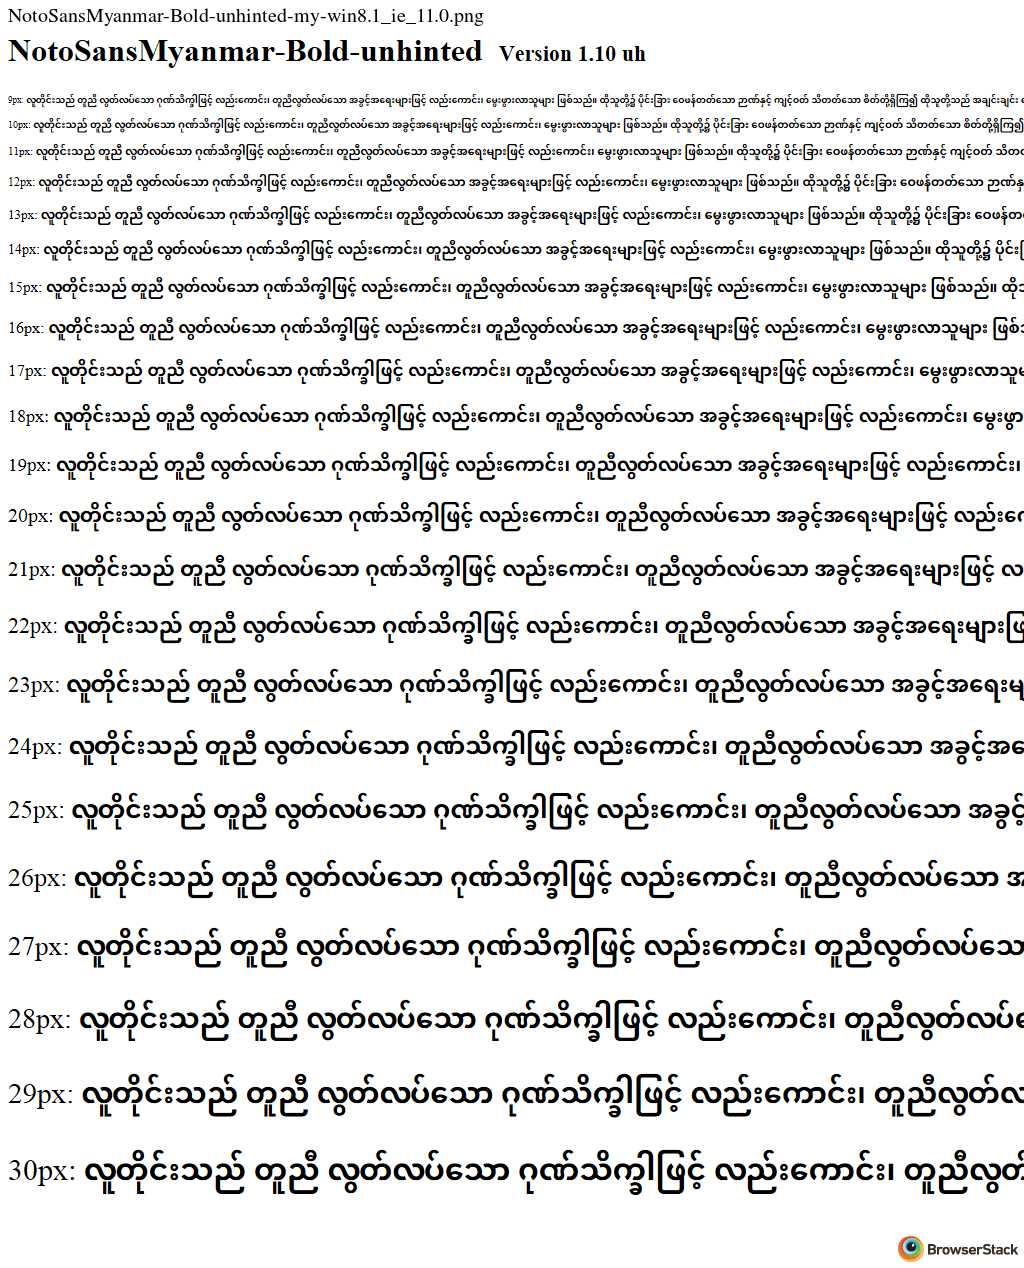 NotoSansMyanmar-Bold-unhinted-my-win8.1_ie_11.0.png
NotoSansMyanmar-Bold-unhinted Version 1.10 uh
9px: လူတိုင်းသည် တူညီ လွတ်လပ်သော ဂုဏ်သိက္ခါဖြင့် လည်းကောင်း၊ တူညီလွတ်လပ်သော အခွင့်အရေးများဖြင့် လည်းကောင်း၊ မွေးဖွားလာသူများ ဖြစ်သည်။ ထိုသူတို့၌ ပိုင်းခြား ဝေဖန်တတ်သော ဉာဏ်နှင့် ကျင့်ဝတ် သိတတ်သော စိတ်တို့ရှိကြ၍ ထိုသူတို့သည် အချင်းချင်း
10px: လူတိုင်းသည် တူညီ လွတ်လပ်သော ဂုဏ်သိက္ခါဖြင့် လည်းကောင်း၊ တူညီလွတ်လပ်သော အခွင့်အရေးများဖြင့် လည်းကောင်း၊ မွေးဖွားလာသူများ ဖြစ်သည်။ ထိုသူတို့၌ ပိုင်းခြား ဝေဖန်တတ်သော ဉာဏ်နှင့် ကျင့်ဝတ် သိတတ်သော စိတ်တို့ရှိကြ၍
11px: လူတိုင်းသည် တူညီ လွတ်လပ်သော ဂုဏ်သိက္ခါဖြင့် လည်းကောင်း၊ တူညီလွတ်လပ်သော အခွင့်အရေးများဖြင့် လည်းကောင်း၊ မွေးဖွားလာသူများ ဖြစ်သည်။ ထိုသူတို့၌ ပိုင်းခြား ဝေဖန်တတ်သော ဉာဏ်နှင့် ကျင့်ဝတ် သိတ
12px: လူတိုင်းသည် တူညီ လွတ်လပ်သော ဂုဏ်သိက္ခါဖြင့် လည်းကောင်း၊ တူညီလွတ်လပ်သော အခွင့်အရေးများဖြင့် လည်းကောင်း၊ မွေးဖွားလာသူများ ဖြစ်သည်။ ထိုသူတို့၌ ပိုင်းခြား ဝေဖန်တတ်သော ဉာဏ်န
13px: လူတိုင်းသည် တူညီ လွတ်လပ်သော ဂုဏ်သိက္ခါဖြင့် လည်းကောင်း၊ တူညီလွတ်လပ်သော အခွင့်အရေးများဖြင့် လည်းကောင်း၊ မွေးဖွားလာသူများ ဖြစ်သည်။ ထိုသူတို့၌ ပိုင်းခြား ဝေဖန်တ
14px: လူတိုင်းသည် တူညီ လွတ်လပ်သော ဂုဏ်သိက္ခါဖြင့် လည်းကောင်း၊ တူညီလွတ်လပ်သော အခွင့်အရေးများဖြင့် လည်းကောင်း၊ မွေးဖွားလာသူများ ဖြစ်သည်။ ထိုသူတို့၌ ပိုင်း
15px: လူတိုင်းသည် တူညီ လွတ်လပ်သော ဂုဏ်သိက္ခါဖြင့် လည်းကောင်း၊ တူညီလွတ်လပ်သော အခွင့်အရေးများဖြင့် လည်းကောင်း၊ မွေးဖွားလာသူများ ဖြစ်သည်။ ထို
16px: လူတိုင်းသည် တူညီ လွတ်လပ်သော ဂုဏ်သိက္ခါဖြင့် လည်းကောင်း၊ တူညီလွတ်လပ်သော အခွင့်အရေးများဖြင့် လည်းကောင်း၊ မွေးဖွားလာသူများ ဖြစ်
17px: လူတိုင်းသည် တူညီ လွတ်လပ်သော ဂုဏ်သိက္ခါဖြင့် လည်းကောင်း၊ တူညီလွတ်လပ်သော အခွင့်အရေးများဖြင့် လည်းကောင်း၊ မွေးဖွားလာသူမ
18px: လူတိုင်းသည် တူညီ လွတ်လပ်သော ဂုဏ်သိက္ခါဖြင့် လည်းကောင်း၊ တူညီလွတ်လပ်သော အခွင့်အရေးများဖြင့် လည်းကောင်း၊ မွေးဖွာ
19px: လူတိုင်းသည် တူညီ လွတ်လပ်သော ဂုဏ်သိက္ခါဖြင့် လည်းကောင်း၊ တူညီလွတ်လပ်သော အခွင့်အရေးများဖြင့် လည်းကောင်း၊
20px: လူတိုင်းသည် တူညီ လွတ်လပ်သော ဂုဏ်သိက္ခါဖြင့် လည်းကောင်း၊ တူညီလွတ်လပ်သော အခွင့်အရေးများဖြင့် လည်းက
21px: လူတိုင်းသည် တူညီ လွတ်လပ်သော ဂုဏ်သိက္ခါဖြင့် လည်းကောင်း၊ တူညီလွတ်လပ်သော အခွင့်အရေးများဖြင့် လ
22px: လူတိုင်းသည် တူညီ လွတ်လပ်သော ဂုဏ်သိက္ခါဖြင့် လည်းကောင်း၊ တူညီလွတ်လပ်သော အခွင့်အရေးများဖြ
23px: လူတိုင်းသည် တူညီ လွတ်လပ်သော ဂုဏ်သိက္ခါဖြင့် လည်းကောင်း၊ တူညီလွတ်လပ်သော အခွင့်အရေးမျ
24px: လူတိုင်းသည် တူညီ လွတ်လပ်သော ဂုဏ်သိက္ခါဖြင့် လည်းကောင်း၊ တူညီလွတ်လပ်သော အခွင့်အရေ
25px: လူတိုင်းသည် တူညီ လွတ်လပ်သော ဂုဏ်သိက္ခါဖြင့် လည်းကောင်း၊ တူညီလွတ်လပ်သော အခွင့်
26px: လူတိုင်းသည် တူညီ လွတ်လပ်သော ဂုဏ်သိက္ခါဖြင့် လည်းကောင်း၊ တူညီလွတ်လပ်သော အ
27px: လူတိုင်းသည် တူညီ လွတ်လပ်သော ဂုဏ်သိက္ခါဖြင့် လည်းကောင်း၊ တူညီလွတ်လပ်သော
28px: လူတိုင်းသည် တူညီ လွတ်လပ်သော ဂုဏ်သိက္ခါဖြင့် လည်းကောင်း၊ တူညီလွတ်လပ်
29px: လူတိုင်းသည် တူညီ လွတ်လပ်သော ဂုဏ်သိက္ခါဖြင့် လည်းကောင်း၊ တူညီလွတ်လ
30px: လူတိုင်းသည် တူညီ လွတ်လပ်သော ဂုဏ်သိက္ခါဖြင့် လည်းကောင်း၊ တူညီလွတ်
BrowserStack